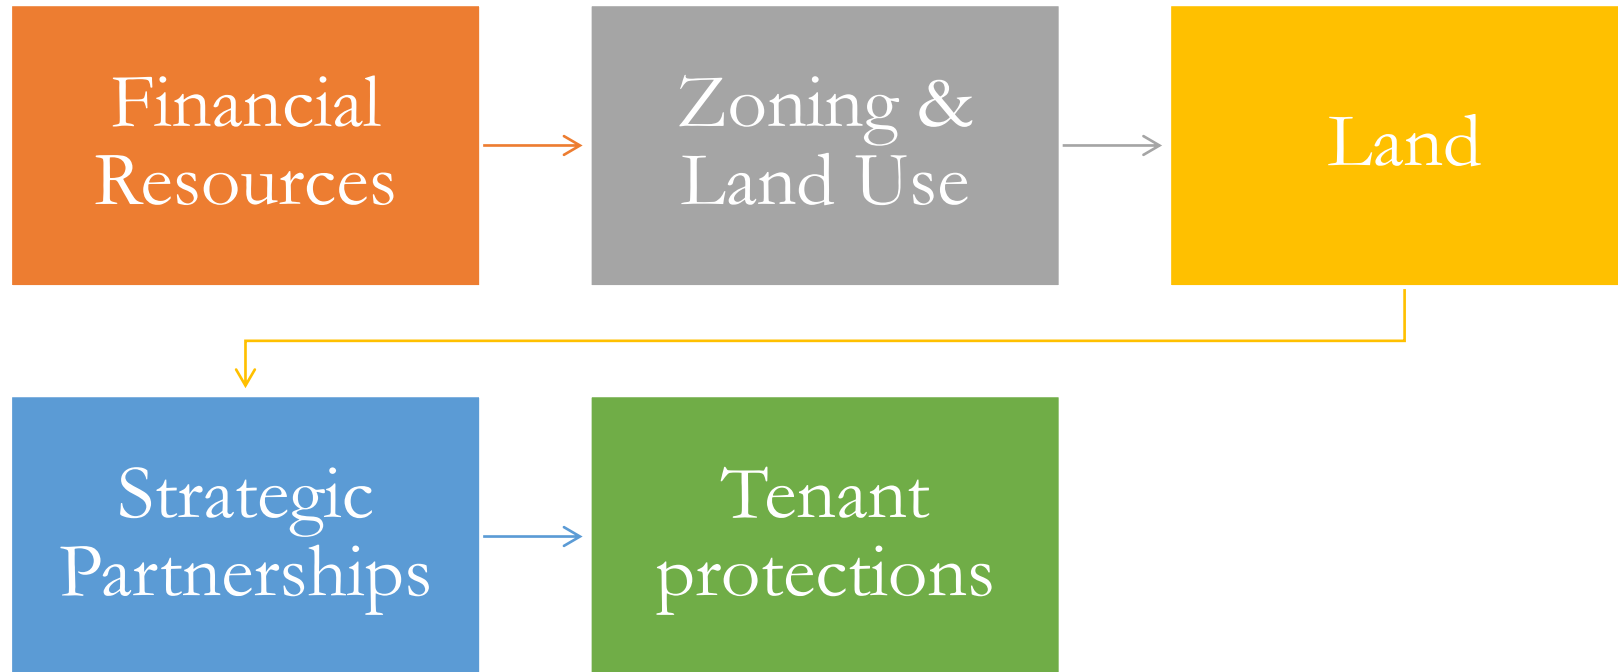 Financial
Resources
Zoning &
Land Use
Land
Strategic
Partnerships
Tenant
protections